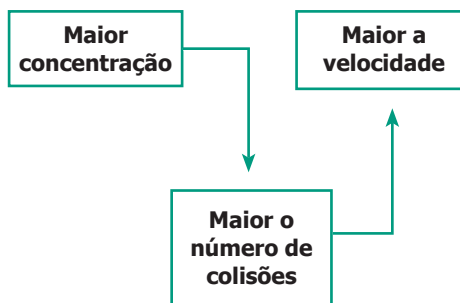 Maior
concentração
Maior o
número de
colisões
Maior a
velocidade